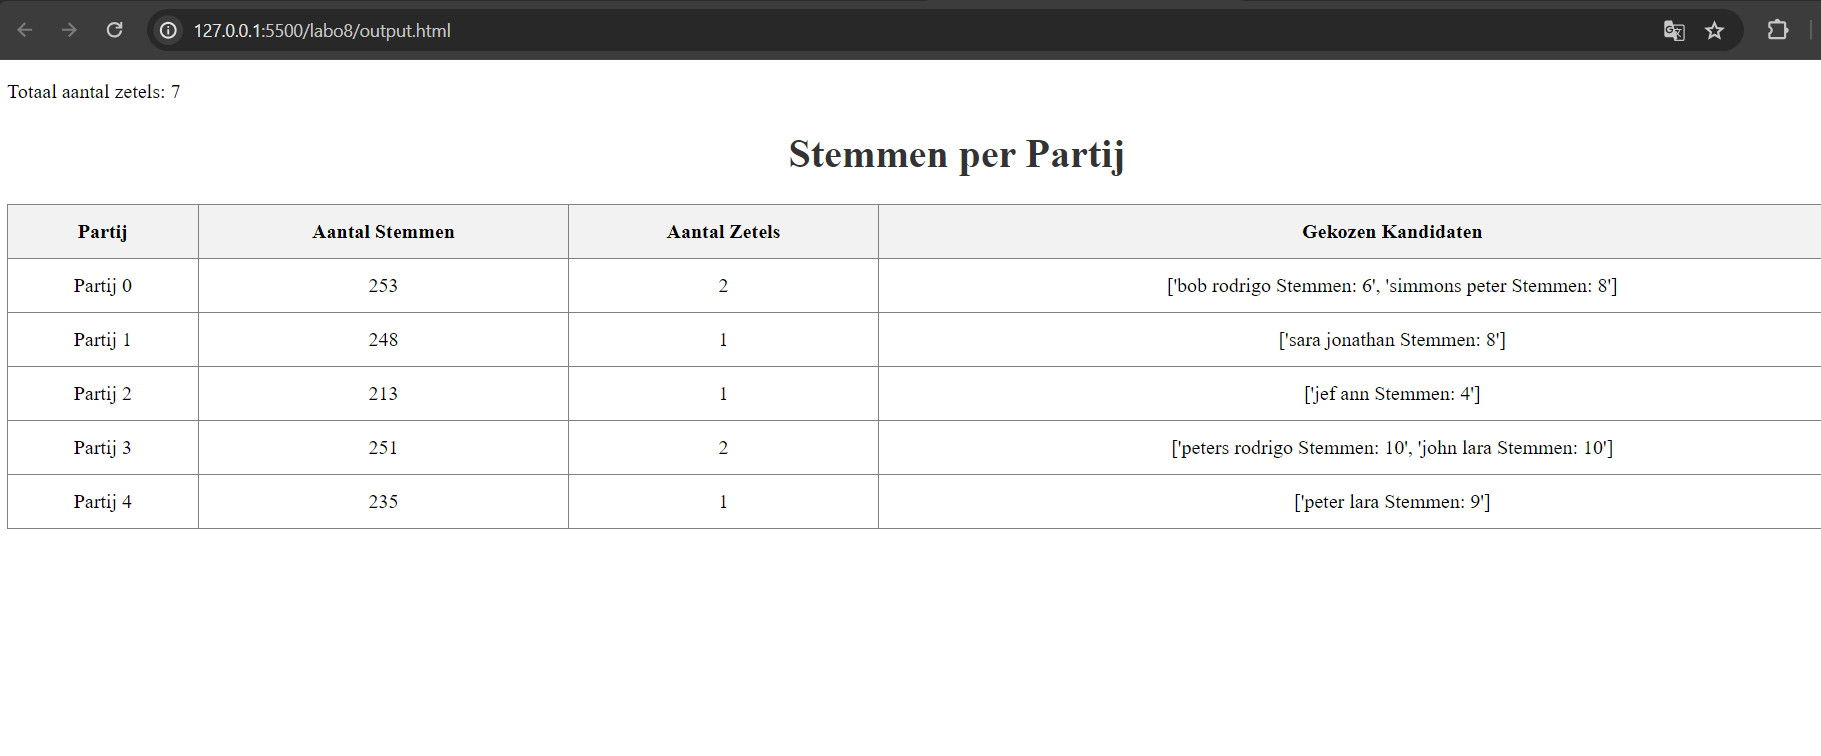 127.0.0.1:5500/labo8/output.html
Totaal aantal zetels: 7
Stemmen per Partij
Partij Aantal Stemmen Aantal Zetels Gekozen Kandidaten
Partij 0 253 2 ['bob rodrigo Stemmen: 6', 'simmons peter Stemmen: 8']
Partij 1 248 1 ['sara jonathan Stemmen: 8']
Partij 2 213 1 ['jef ann Stemmen: 4']
Partij 3 251 2 ['peters rodrigo Stemmen: 10', 'john lara Stemmen: 10']
Partij 4 235 1 ['peter lara Stemmen: 9']